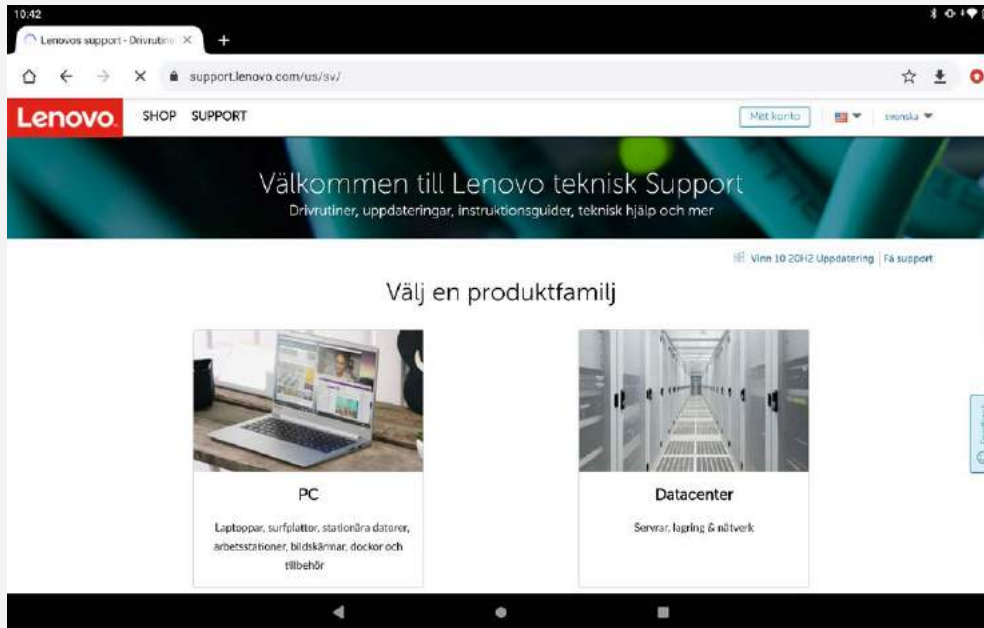 10:42
Lenovos support - Drivrutine
support.lenovo.com/us/sv/
Lenovo.
SHOP SUPPORT
Mitt konto
svenska
Välkommen till Lenovo teknisk Support
Drivrutiner, uppdateringar, instruktionsguider, teknisk hjälp och mer
Vinn 10 20H2 Uppdatering | Få support
Välj en produktfamilj
PC
Laptoppar, surfplattor, stationära datorer,
arbetsstationer, bildskärmar, dockor och
tillbehör
Datacenter
Servrar, lagring & nätverk
Feedback